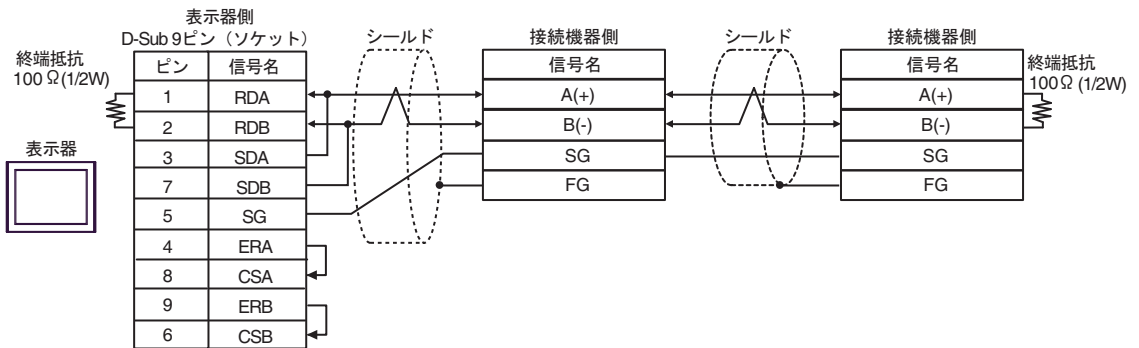 表示器側
D-Sub 9ピン（ソケット）
シールド
接続機器側
シールド
接続機器側
終端抵抗
100 Ω(1/2W)
ピン 信号名
1 RDA
2 RDB
3 SDA
7 SDB
5 SG
4 ERA
8 CSA
9 ERB
6 CSB
表示器
信号名
A(+)
B(-)
SG
FG
信号名
A(+)
B(-)
SG
FG
終端抵抗
100Ω (1/2W)